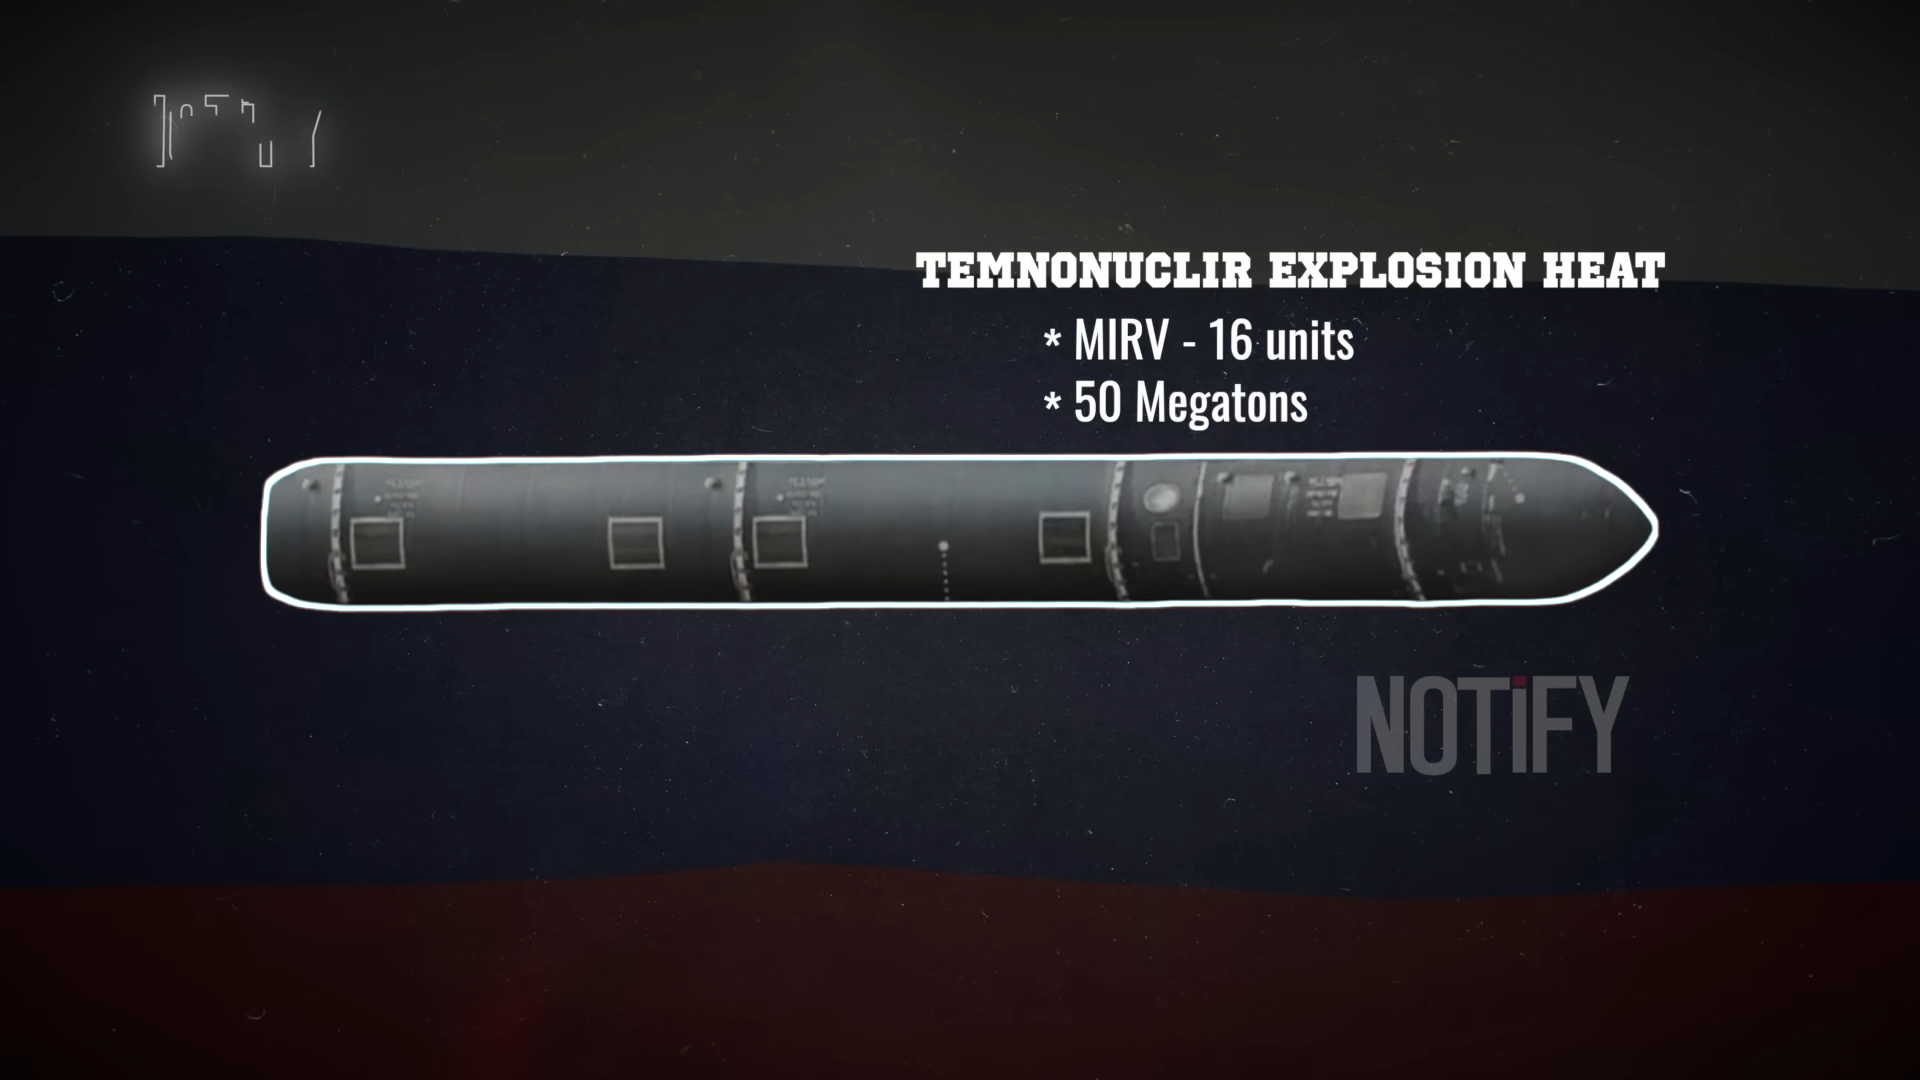 TEMNONUCLIR EXPLOSION HEAT
* MIRV - 16 units
* 50 Megatons
NOTiFY